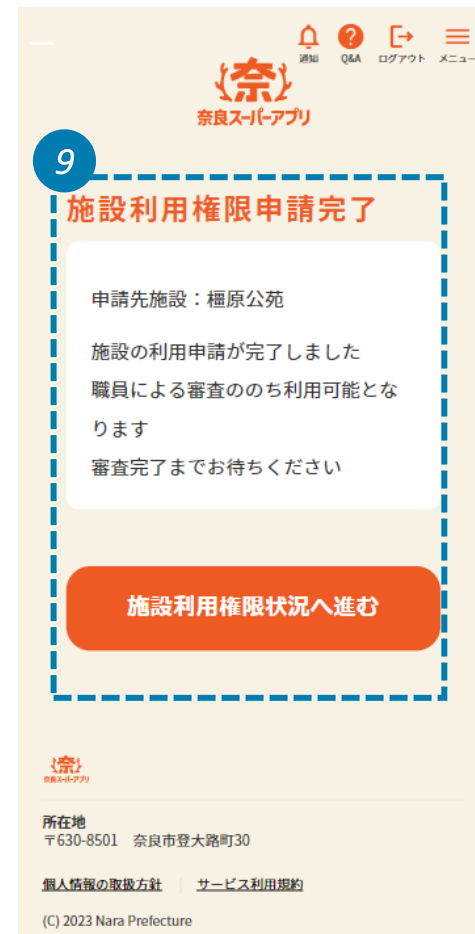 通知 Q&A ログアウト メニュー
奈
奈良スーパーアプリ
9
施設利用権限申請完了
申請先施設：橿原公苑
施設の利用申請が完了しました
職員による審査ののち利用可能とな
ります
審査完了までお待ちください
施設利用権限状況へ進む
奈
奈良スーパーアプリ
所在地
〒630-8501　奈良市登大路町30
個人情報の取扱方針 サービス利用規約
(C) 2023 Nara Prefecture